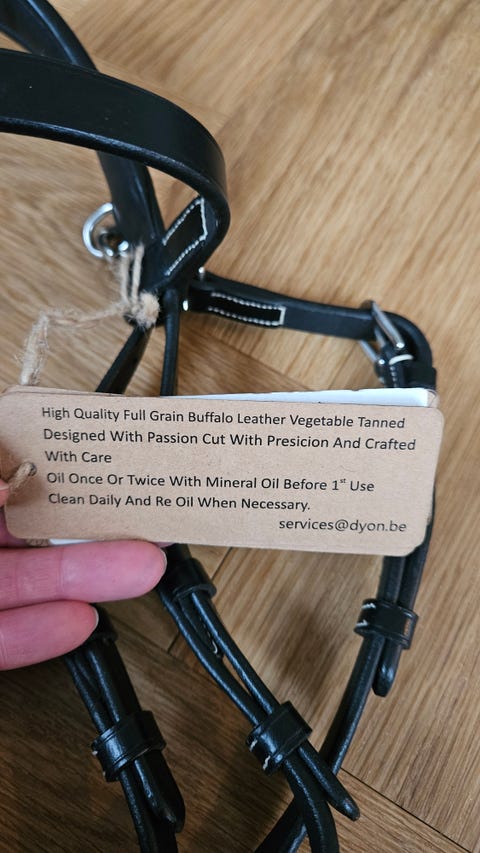 High Quality Full Grain Buffalo Leather Vegetable Tanned
Designed With Passion Cut With Presicion And Crafted
With Care
Oil Once Or Twice With Mineral Oil Before 1st Use
Clean Daily And Re Oil When Necessary.
services@dyon.be